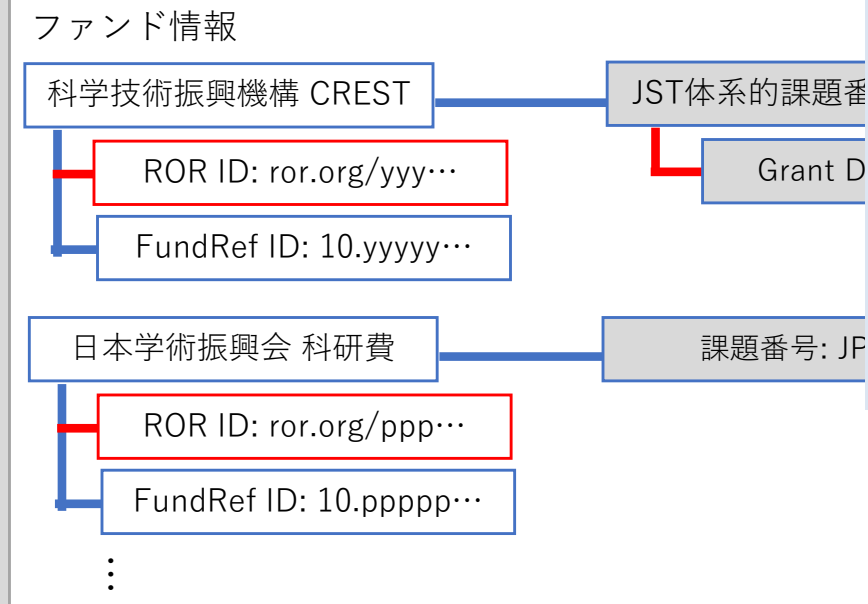 ファンド情報
科学技術振興機構 CREST
JST体系的課題番
ROR ID: ror.org/yyy…
Grant D
FundRef ID: 10.yyyyy…
日本学術振興会 科研費
課題番号: JP
ROR ID: ror.org/ppp…
FundRef ID: 10.ppppp…
⋮